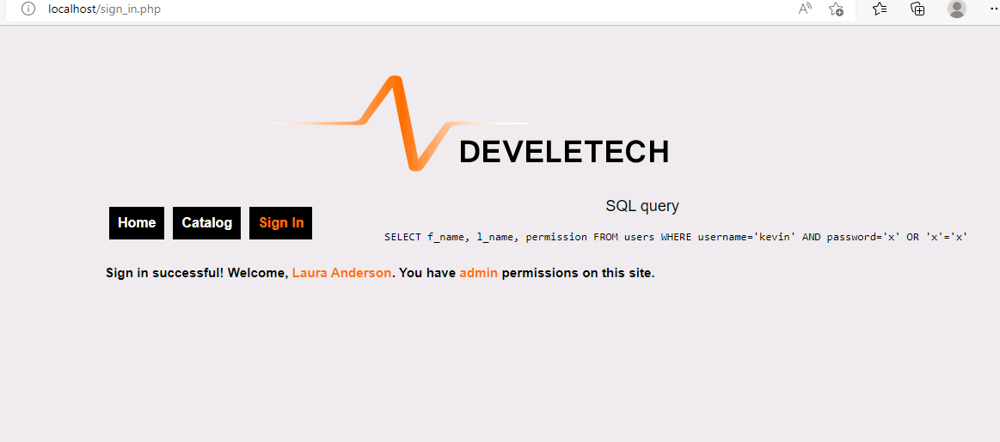 localhost/sign_in.php
DEVELETECH
SQL query
Home Catalog Sign In
SELECT f_name, l_name, permission FROM users WHERE username='kevin' AND password='x' OR 'x'='x'
Sign in successful! Welcome, Laura Anderson. You have admin permissions on this site.